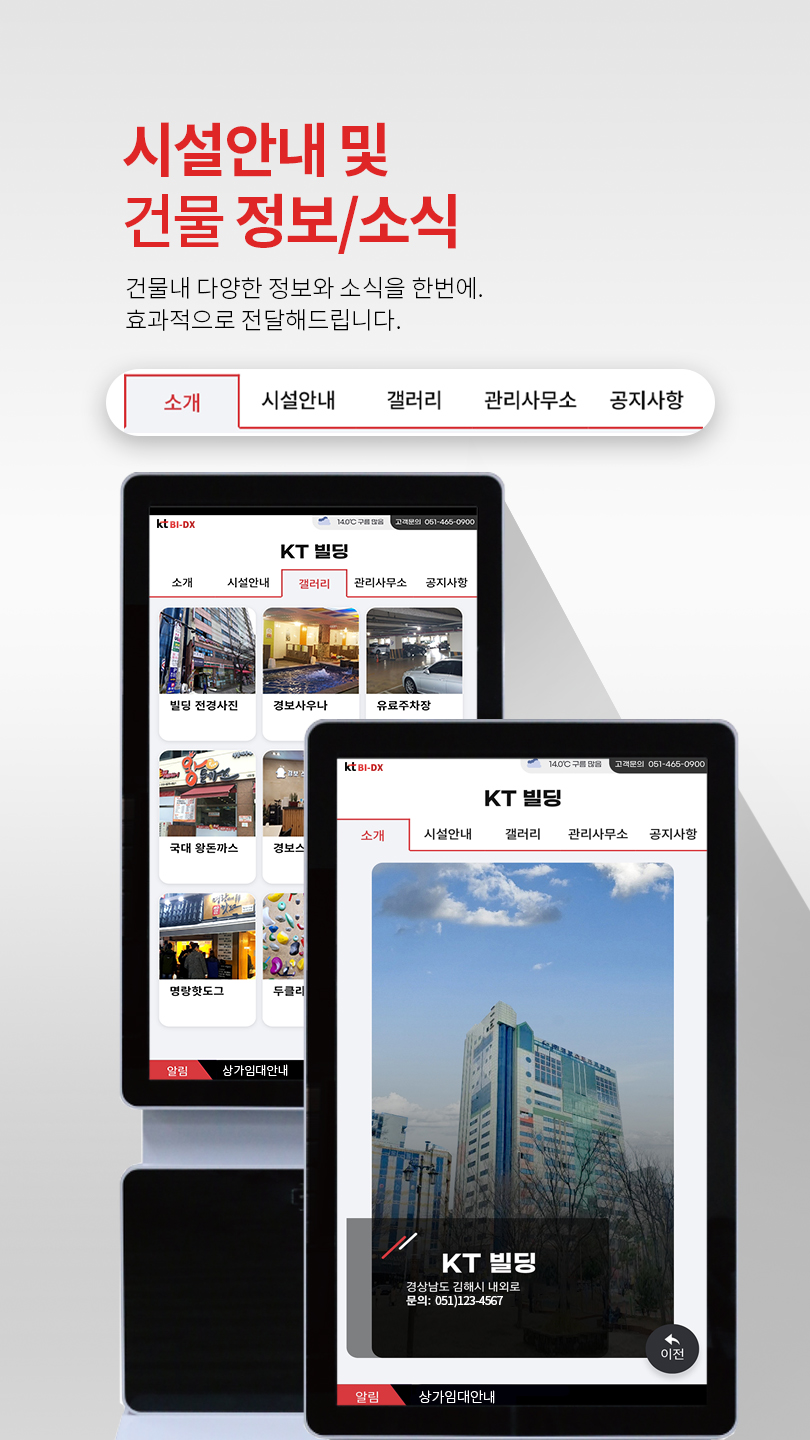 시설안내 및
건물 정보/소식
건물내 다양한 정보와 소식을 한번에.
효과적으로 전달해드립니다.
소개 시설안내 갤러리 관리사무소 공지사항
kt BI-DX 14.0℃ 구름 많음 고객문의 051-465-0900
KT 빌딩
소개 시설안내 갤러리 관리사무소 공지사항
빌딩 전경사진 경보사우나 유료주차장
국대 왕돈까스 경보스
명랑핫도그 두클리
알림 상가임대안내
kt BI-DX 14.0℃ 구름 많음 고객문의 051-465-0900
KT 빌딩
소개 시설안내 갤러리 관리사무소 공지사항
KT 빌딩
경상남도 김해시 내외로
문의: 051)123-4567
이전
알림 상가임대안내